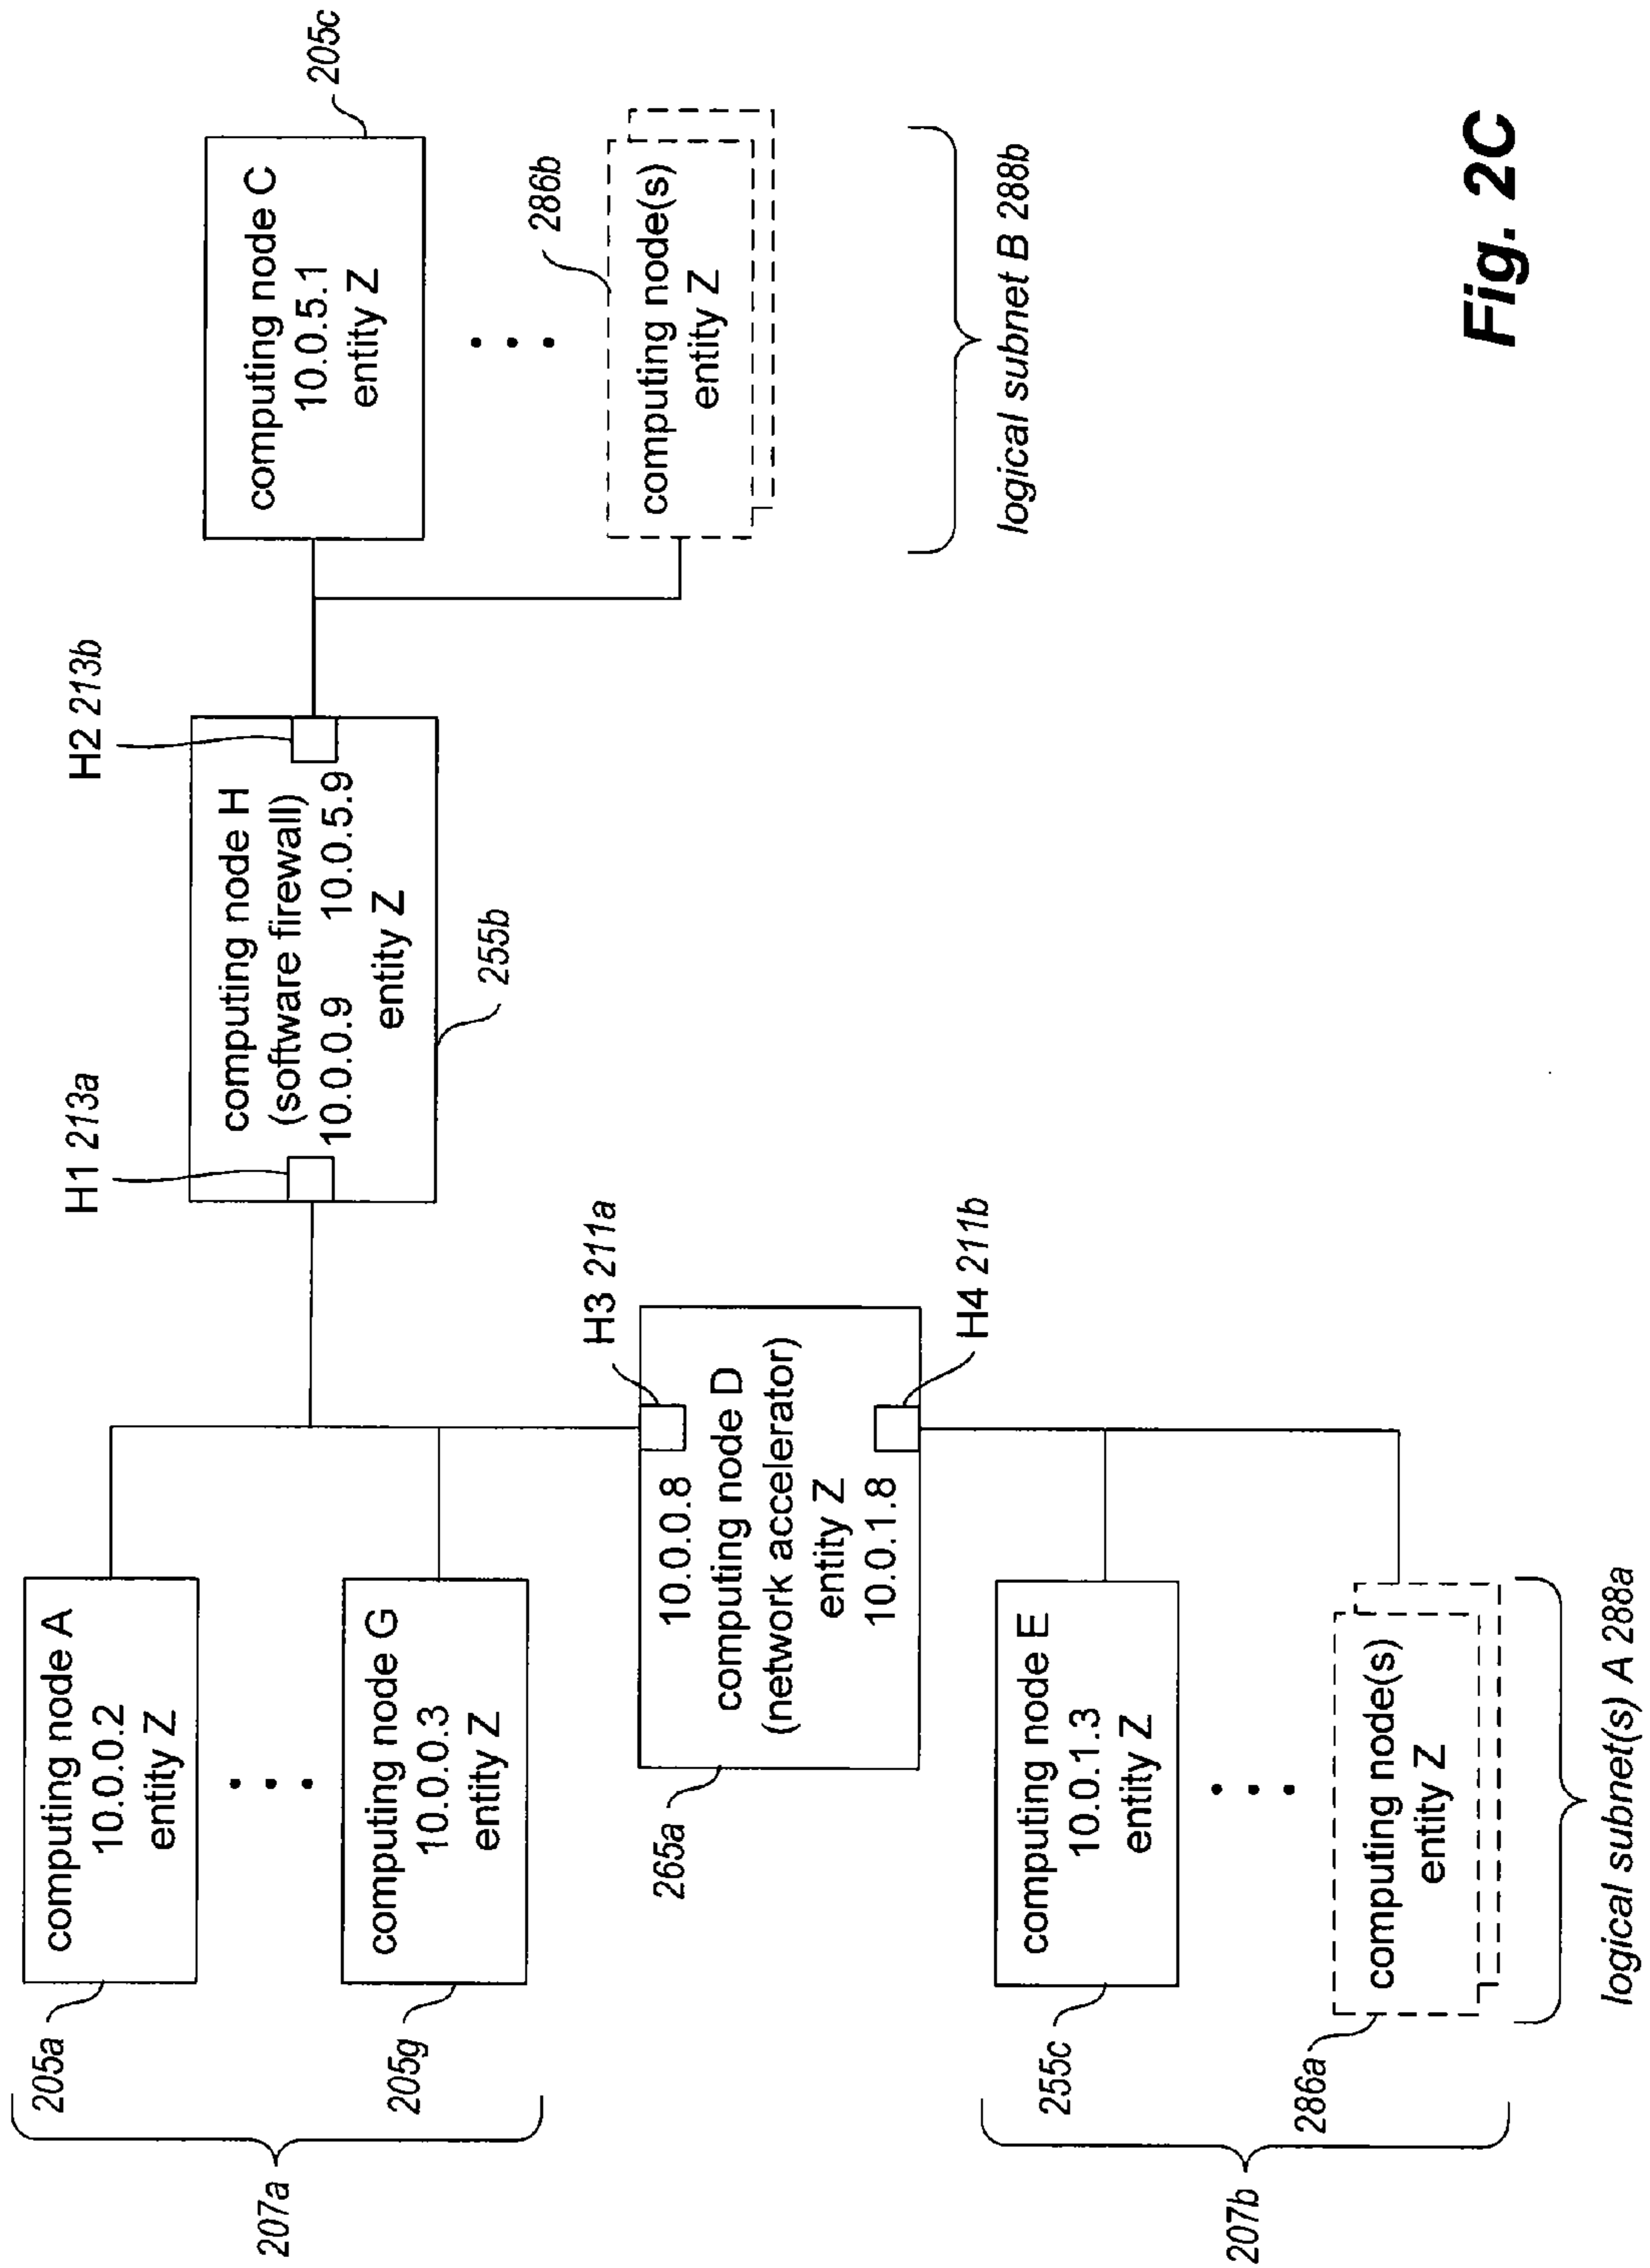 205a
computing node A
10.0.0.2
entity Z
205g
computing node G
10.0.0.3
entity Z
207a
H1 213a
H2 213b
computing node H
(software firewall)
10.0.0.9 10.0.5.9
entity Z
255b
computing node C
10.0.5.1
entity Z
205c
286b
computing node(s)
entity Z
logical subnet B 288b
H3 211a
10.0.0.8
computing node D
(network accelerator)
entity Z
10.0.1.8
H4 211b
265a
computing node E
10.0.1.3
entity Z
255c
computing node(s)
entity Z
286a
207b
logical subnet(s) A 288a
Fig. 2C